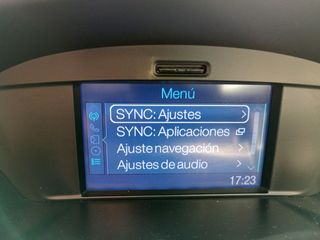 Menú
SYNC: Ajustes
SYNC: Aplicaciones
Ajuste navegación
Ajustes de audio
17:23